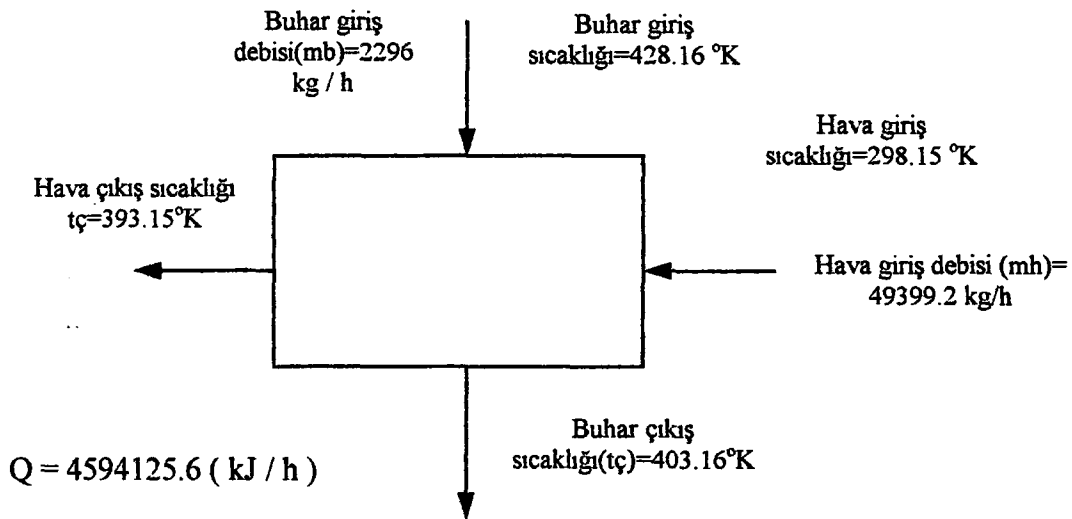 Buhar giriş
debisi(mb)=2296
kg / h
Buhar giriş
sıcaklığı=428.16 °K
Hava giriş
sıcaklığı=298.15 °K
Hava çıkış sıcaklığı
tç=393.15°K
Hava giriş debisi (mh)=
49399.2 kg/h
Buhar çıkış
sıcaklığı(tç)=403.16°K
Q = 4594125.6 ( kJ / h )